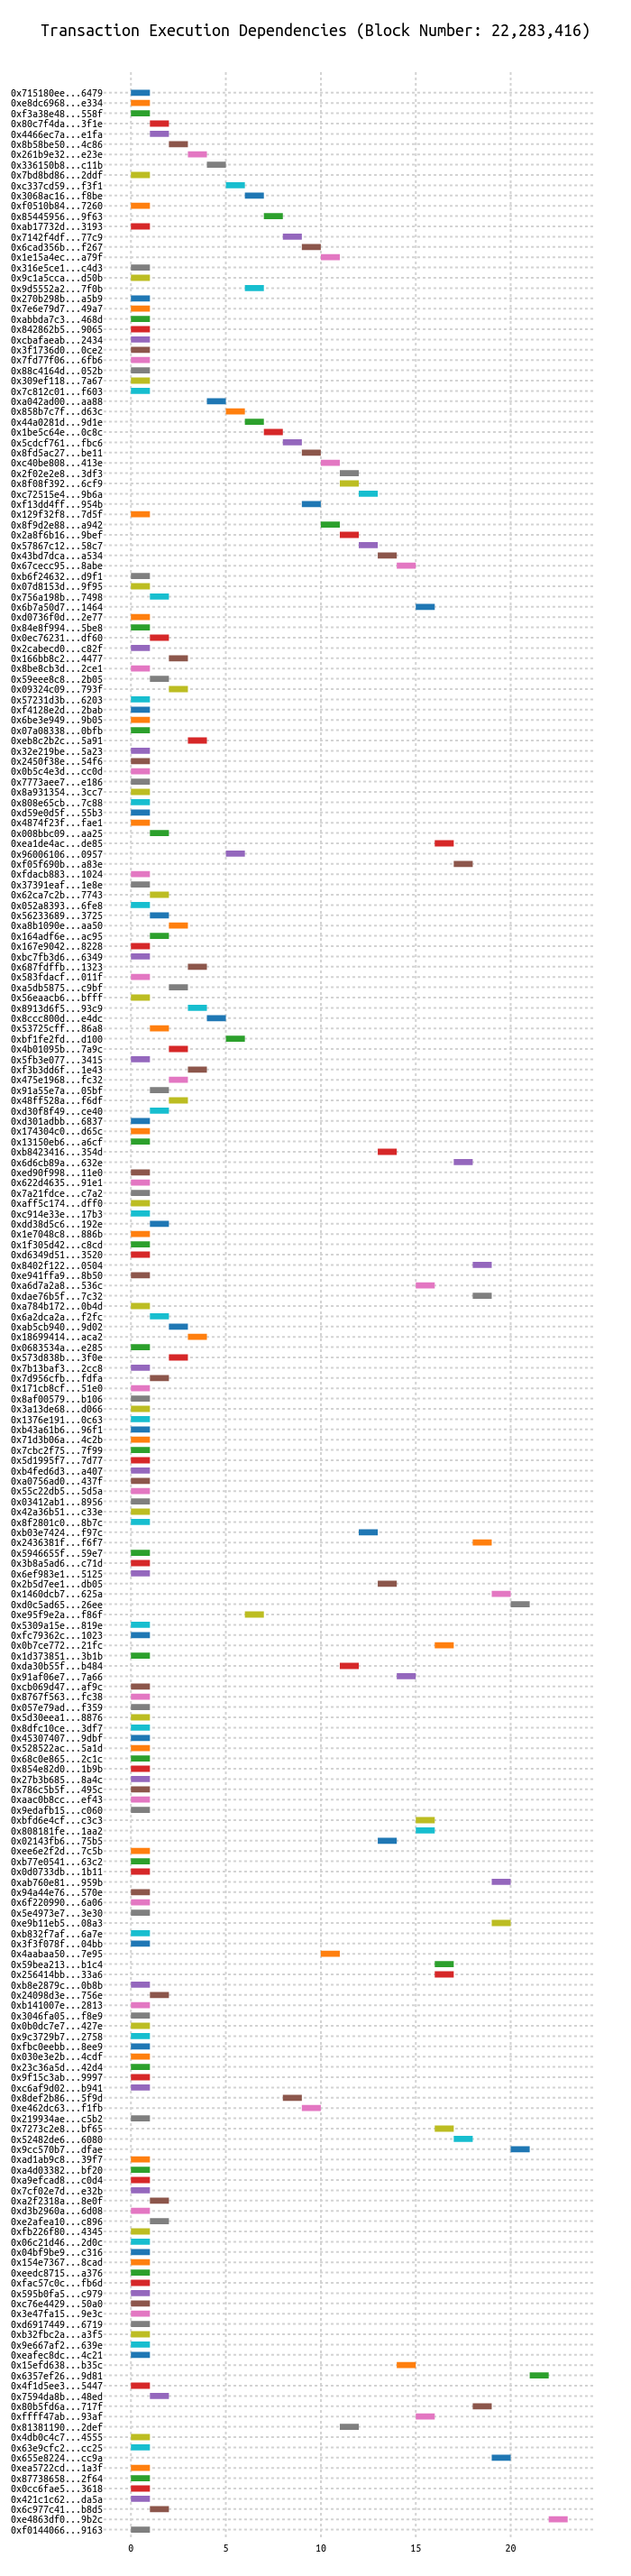 Transaction Execution Dependencies (Block Number: 22,283,416)
0x715180ee...6479
0xe8dc6968...e334
0xf3a38e48...558f
0x80c7f4da...3f1e
0x4466ec7a...e1fa
0x8b58be50...4c86
0x261b9e32...e23e
0x336150b8...c11b
0x7bd8bd86...2ddf
0xc337cd59...f3f1
0x3068ac16...f8be
0xf0510b84...7260
0x85445956...9f63
0xab17732d...3193
0x7142f4df...77c9
0x6cad356b...f267
0x1e15a4ec...a79f
0x316e5ce1...c4d3
0x9c1a5cca...d50b
0x9d5552a2...7f0b
0x270b298b...a5b9
0x7e6e79d7...49a7
0xabbda7c3...468d
0x842862b5...9065
0xcbafaeab...2434
0x3f1736d0...0ce2
0x7fd77f06...6fb6
0x88c4164d...052b
0x309ef118...7a67
0x7c812c01...f603
0xa042ad00...aa88
0x858b7c7f...d63c
0x44a0281d...9d1e
0x1be5c64e...0c8c
0x5cdcf761...fbc6
0x8fd5ac27...be11
0xc40be808...413e
0x2f02e2e8...3df3
0x8f08f392...6cf9
0xc72515e4...9b6a
0xf13dd4ff...954b
0x129f32f8...7d5f
0x8f9d2e88...a942
0x2a8f6b16...9bef
0x57867c12...58c7
0x43bd7dca...a534
0x67cecc95...8abe
0xb6f24632...d9f1
0x07d8153d...9f95
0x756a198b...7498
0x6b7a50d7...1464
0xd0736f0d...2e77
0x84e8f994...5be8
0x0ec76231...df60
0x2cabecd0...c82f
0x166bb8c2...4477
0x8be8cb3d...2ce1
0x59eee8c8...2b05
0x09324c09...793f
0x57231d3b...6203
0xf4128e2d...2bab
0x6be3e949...9b05
0x07a08338...0bfb
0xeb8c2b2c...5a91
0x32e219be...5a23
0x2450f38e...54f6
0x0b5c4e3d...cc0d
0x7773aee7...e186
0x8a931354...3cc7
0x808e65cb...7c88
0xd59e0d5f...55b3
0x4874f23f...fae1
0x008bbc09...aa25
0xea1de4ac...de85
0x96006106...0957
0xf05f690b...a83e
0xfdacb883...1024
0x37391eaf...1e8e
0x62ca7c2b...7743
0x052a8393...6fe8
0x56233689...3725
0xa8b1090e...aa50
0x164adf6e...ac95
0x167e9042...8228
0xbc7fb3d6...6349
0x687fdffb...1323
0x583fdacf...011f
0xa5db5875...c9bf
0x56eaacb6...bfff
0x8913d6f5...93c9
0x8ccc800d...e4dc
0x53725cff...86a8
0xbf1fe2fd...d100
0x4b01095b...7a9c
0x5fb3e077...3415
0xf3b3dd6f...1e43
0x475e1968...fc32
0x91a55e7a...05bf
0x48ff528a...f6df
0xd30f8f49...ce40
0xd301adbb...6837
0x174304c0...d65c
0x13150eb6...a6cf
0xb8423416...354d
0x6d6cb89a...632e
0xed90f998...11e0
0x622d4635...91e1
0x7a21fdce...c7a2
0xaff5c174...dff0
0xc914e33e...17b3
0xdd38d5c6...192e
0x1e7048c8...886b
0x1f305d42...c8cd
0xd6349d51...3520
0x8402f122...0504
0xe941ffa9...8b50
0xa6d7a2a8...536c
0xdae76b5f...7c32
0xa784b172...0b4d
0x6a2dca2a...f2fc
0xab5cb940...9d02
0x18699414...aca2
0x0683534a...e285
0x573d838b...3f0e
0x7b13baf3...2cc8
0x7d956cfb...fdfa
0x171cb8cf...51e0
0x8af00579...b106
0x3a13de68...d066
0x1376e191...0c63
0xb43a61b6...96f1
0x71d3b06a...4c2b
0x7cbc2f75...7f99
0x5d1995f7...7d77
0xb4fed6d3...a407
0xa0756ad0...437f
0x55c22db5...5d5a
0x03412ab1...8956
0x42a36b51...c33e
0x8f2801c0...8b7c
0xb03e7424...f97c
0x2436381f...f6f7
0x5946655f...59e7
0x3b8a5ad6...c71d
0x6ef983e1...5125
0x2b5d7ee1...db05
0x1460dcb7...625a
0xd0c5ad65...26ee
0xe95f9e2a...f86f
0x5309a15e...819e
0xfc79362c...1023
0x0b7ce772...21fc
0x1d373851...3b1b
0xda30b55f...b484
0x91af06e7...7a66
0xcb069d47...af9c
0x8767f563...fc38
0x057e79ad...f359
0x5d30eea1...8876
0x8dfc10ce...3df7
0x45307407...9dbf
0x528522ac...5a1d
0x68c0e865...2c1c
0x854e82d0...1b9b
0x27b3b685...8a4c
0x786c5b5f...495c
0xaac0b8cc...ef43
0x9edafb15...c060
0xbfd6e4cf...c3c3
0x808181fe...1aa2
0x02143fb6...75b5
0xee6e2f2d...7c5b
0xb77e0541...63c2
0x0d0733db...1b11
0xab760e81...959b
0x94a44e76...570e
0x6f220990...6a06
0x5e4973e7...3e30
0xe9b11eb5...08a3
0xb832f7af...6a7e
0x3f3f078f...04bb
0x4aabaa50...7e95
0x59bea213...b1c4
0x256414bb...33a6
0xb8e2879c...0b8b
0x24098d3e...756e
0xb141007e...2813
0x3046fa05...f8e9
0x0b0dc7e7...427e
0x9c3729b7...2758
0xfbc0eebb...8ee9
0x030e3e2b...4cdf
0x23c36a5d...42d4
0x9f15c3ab...9997
0xc6af9d02...b941
0x8def2b86...5f9d
0xe462dc63...f1fb
0x219934ae...c5b2
0x7273c2e8...bf65
0x52482de6...6080
0x9cc570b7...dfae
0xad1ab9c8...39f7
0xa4d03382...bf20
0xa9efcad8...c0d4
0x7cf02e7d...e32b
0xa2f2318a...8e0f
0xd3b2960a...6d08
0xe2afea10...c896
0xfb226f80...4345
0x06c21d46...2d0c
0x04bf9be9...c316
0x154e7367...8cad
0xeedc8715...a376
0xfac57c0c...fb6d
0x595b0fa5...c979
0xc76e4429...50a0
0x3e47fa15...9e3c
0xd6917449...6719
0xb32fbc2a...a3f5
0x9e667af2...639e
0xeafec8dc...4c21
0x15efd638...b35c
0x6357ef26...9d81
0x4f1d5ee3...5447
0x7594da8b...48ed
0x80b5fd6a...717f
0xffff47ab...93af
0x81381190...2def
0x4db0c4c7...4555
0x63e9cfc2...cc25
0x655e8224...cc9a
0xea5722cd...1a3f
0x87738658...2f64
0x0cc6fae5...3618
0x421c1c62...da5a
0x6c977c41...b8d5
0xe4863df0...9b2c
0xf0144066...9163
0 5 10 15 20